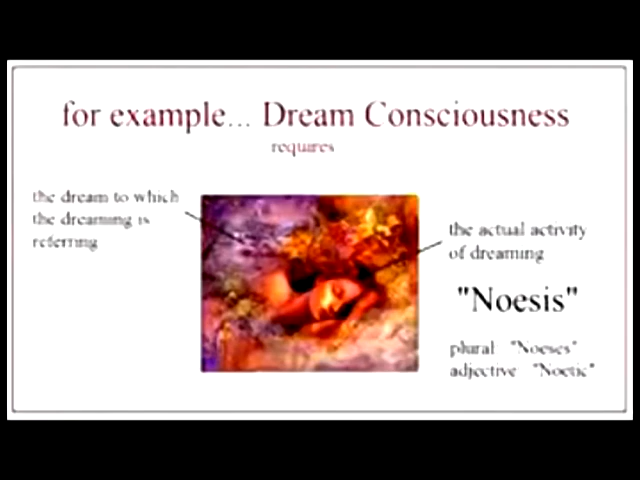 for example... Dream Consciousness
requires
the dream to which
the dreaming is
referring
the actual activity
of dreaming
"Noesis"
plural "Noeses"
adjective "Noetic"